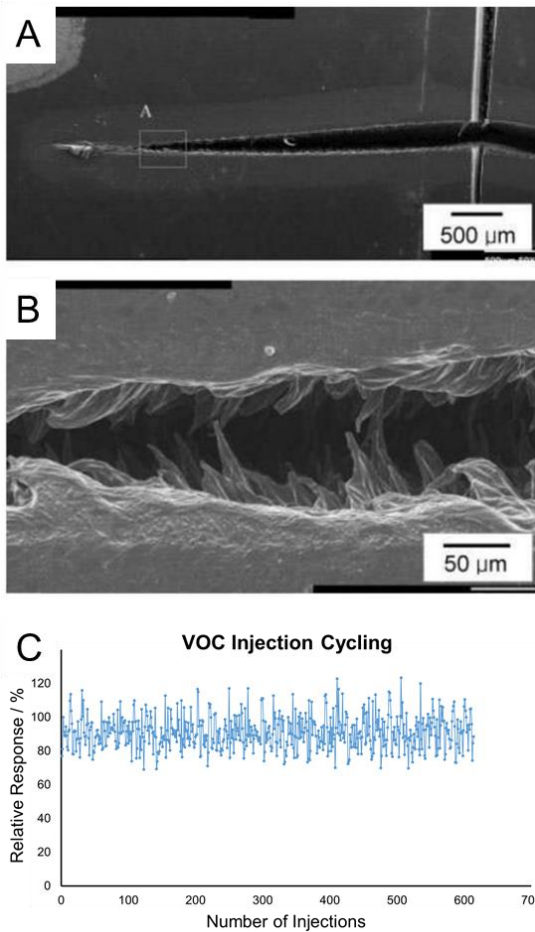 A
A
500 µm
B
50 µm
C
VOC Injection Cycling
Relative Response / %
120
100
80
60
40
20
0
0 100 200 300 400 500 600 70
Number of Injections